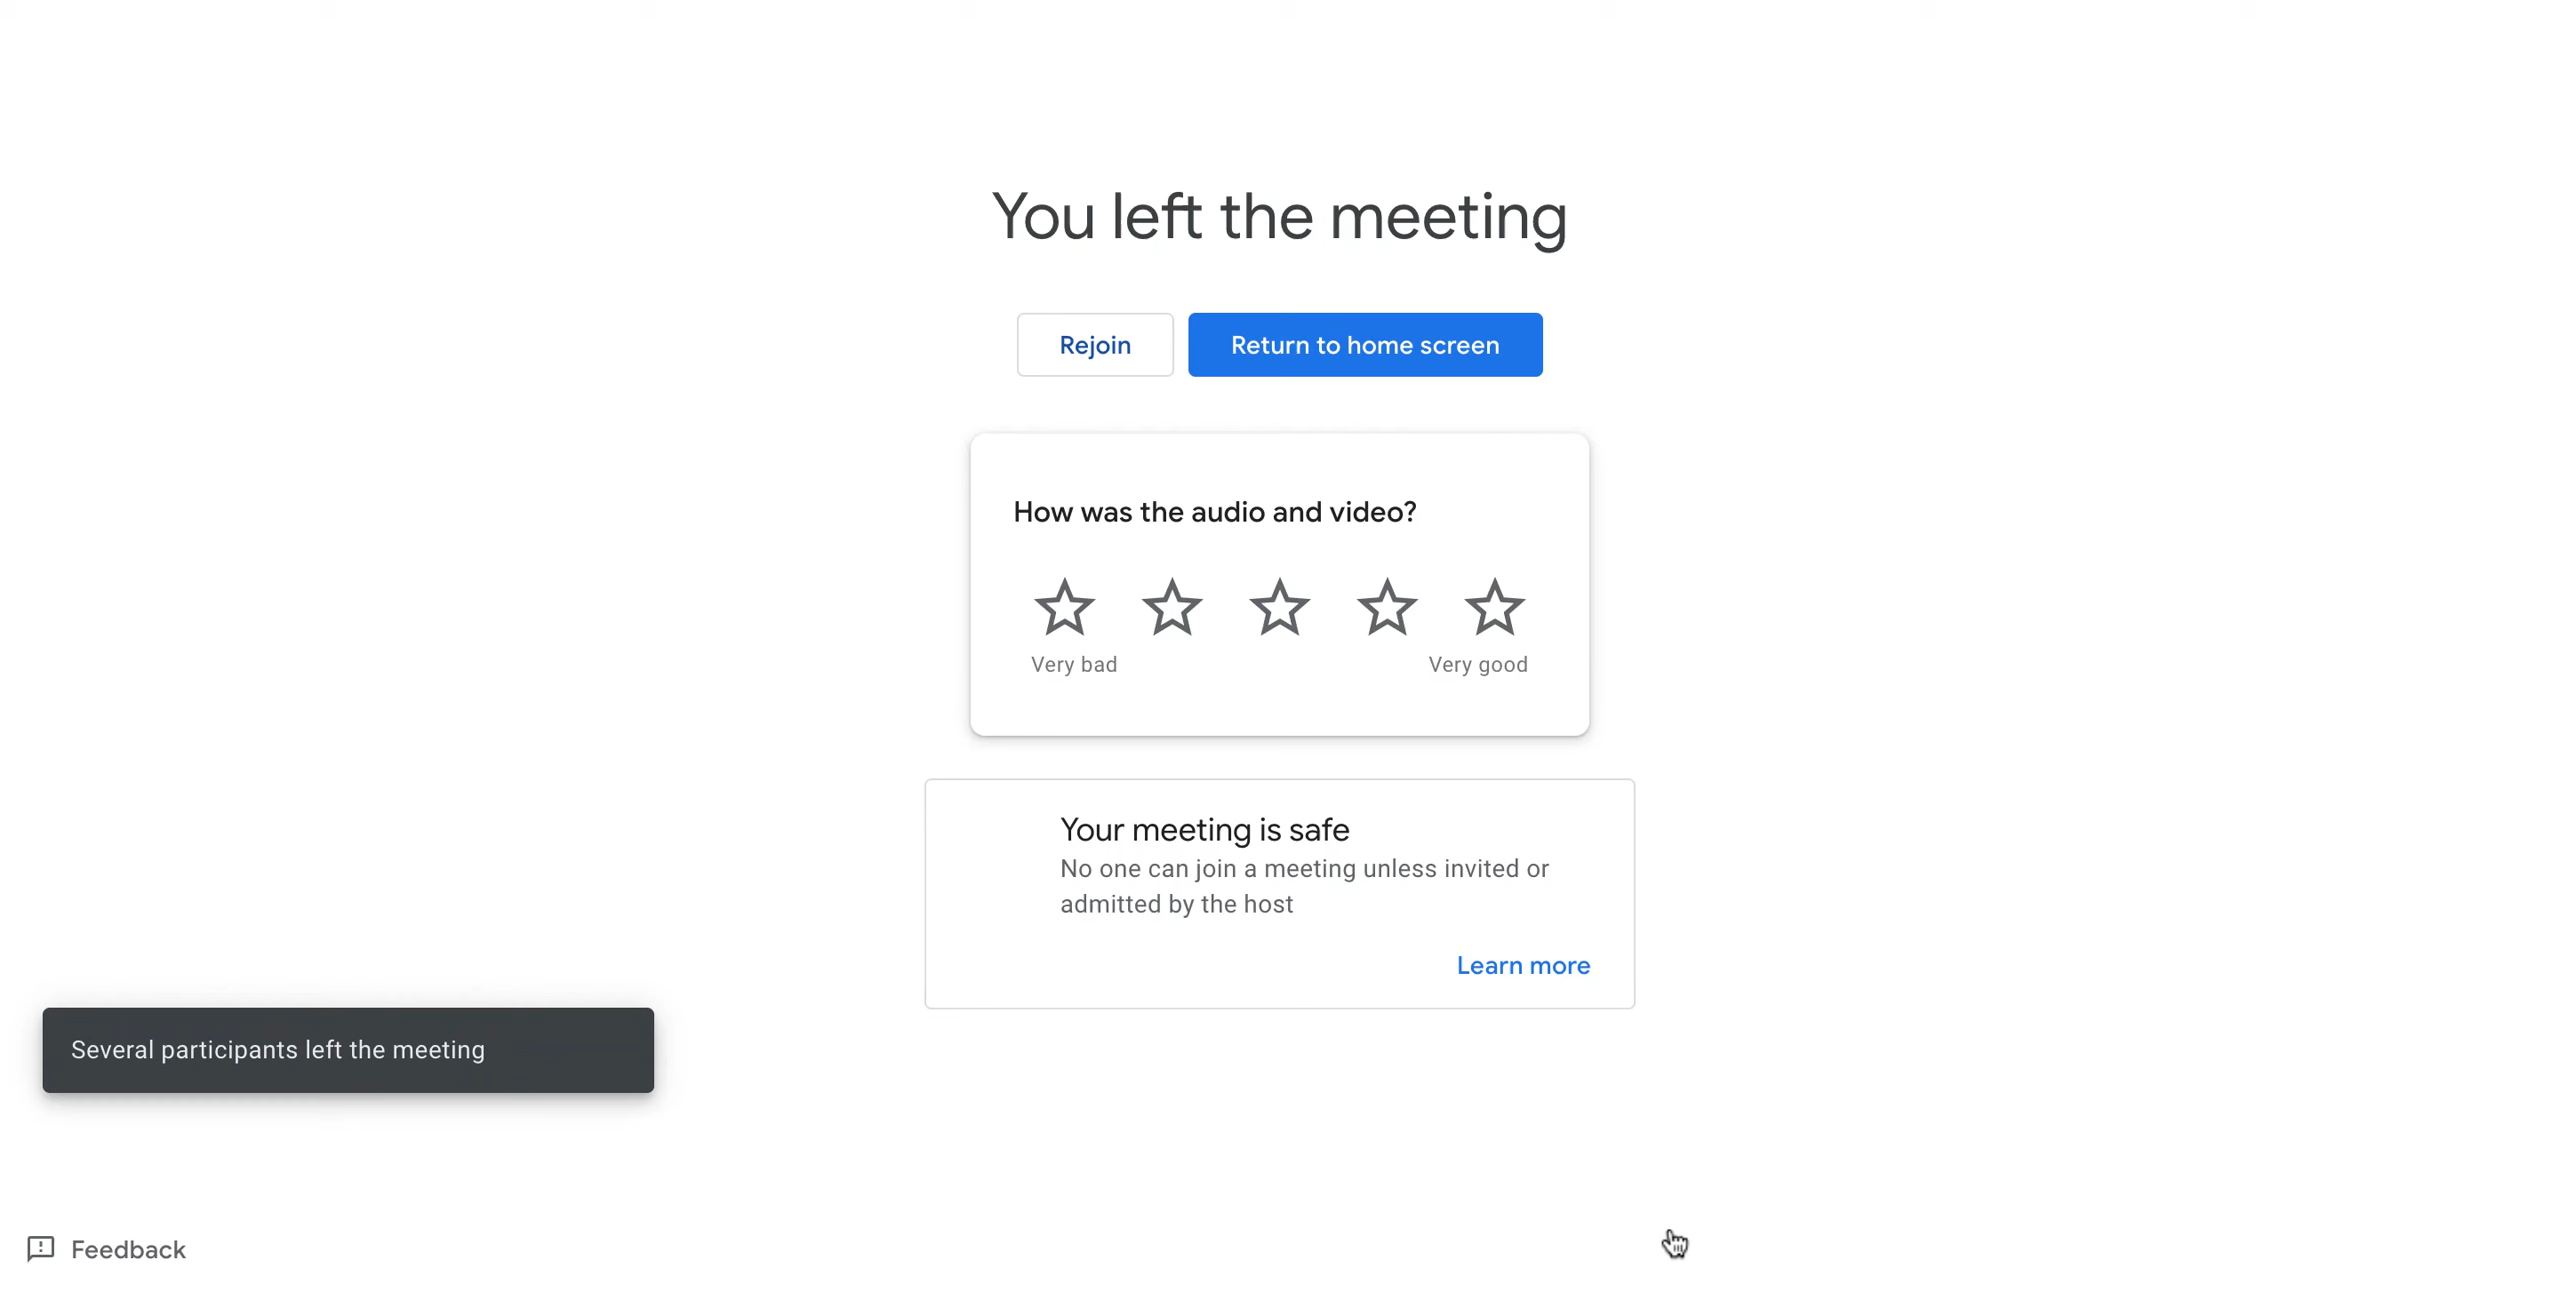 You left the meeting
Rejoin
Return to home screen
How was the audio and video?
Very bad
Very good
Your meeting is safe
No one can join a meeting unless invited or
admitted by the host
Learn more
Several participants left the meeting
Feedback